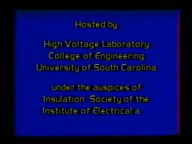 Hosted by
High Voltage Laboratory
College of Engineering
University of South Carolina
under the auspices of
Insulation Society of the
Institute of Electrical a